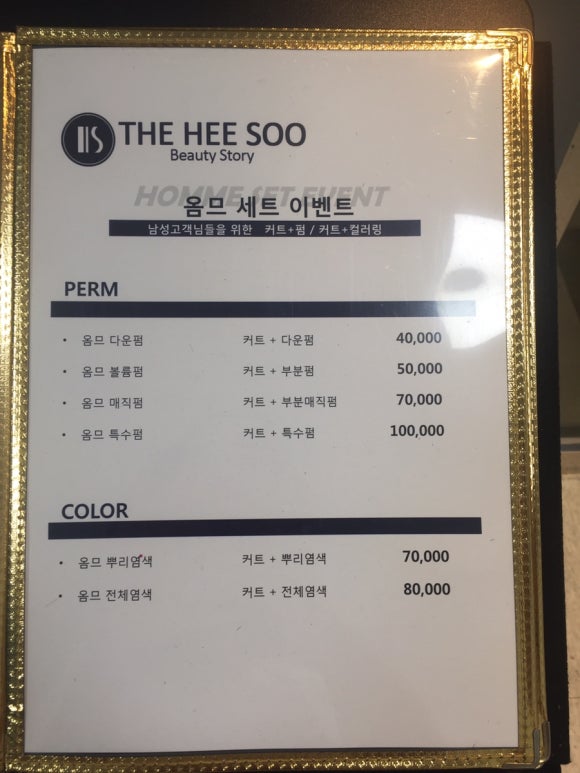 HS THE HEE SOO
Beauty Story
HOMME SET EVENT
옴므 세트 이벤트
남성고객님들을 위한 커트+펌 / 커트+컬러링
PERM
• 옴므 다운펌 커트 + 다운펌 40,000
• 옴므 볼륨펌 커트 + 부분펌 50,000
• 옴므 매직펌 커트 + 부분매직펌 70,000
• 옴므 특수펌 커트 + 특수펌 100,000
COLOR
• 옴므 뿌리염색 커트 + 뿌리염색 70,000
• 옴므 전체염색 커트 + 전체염색 80,000